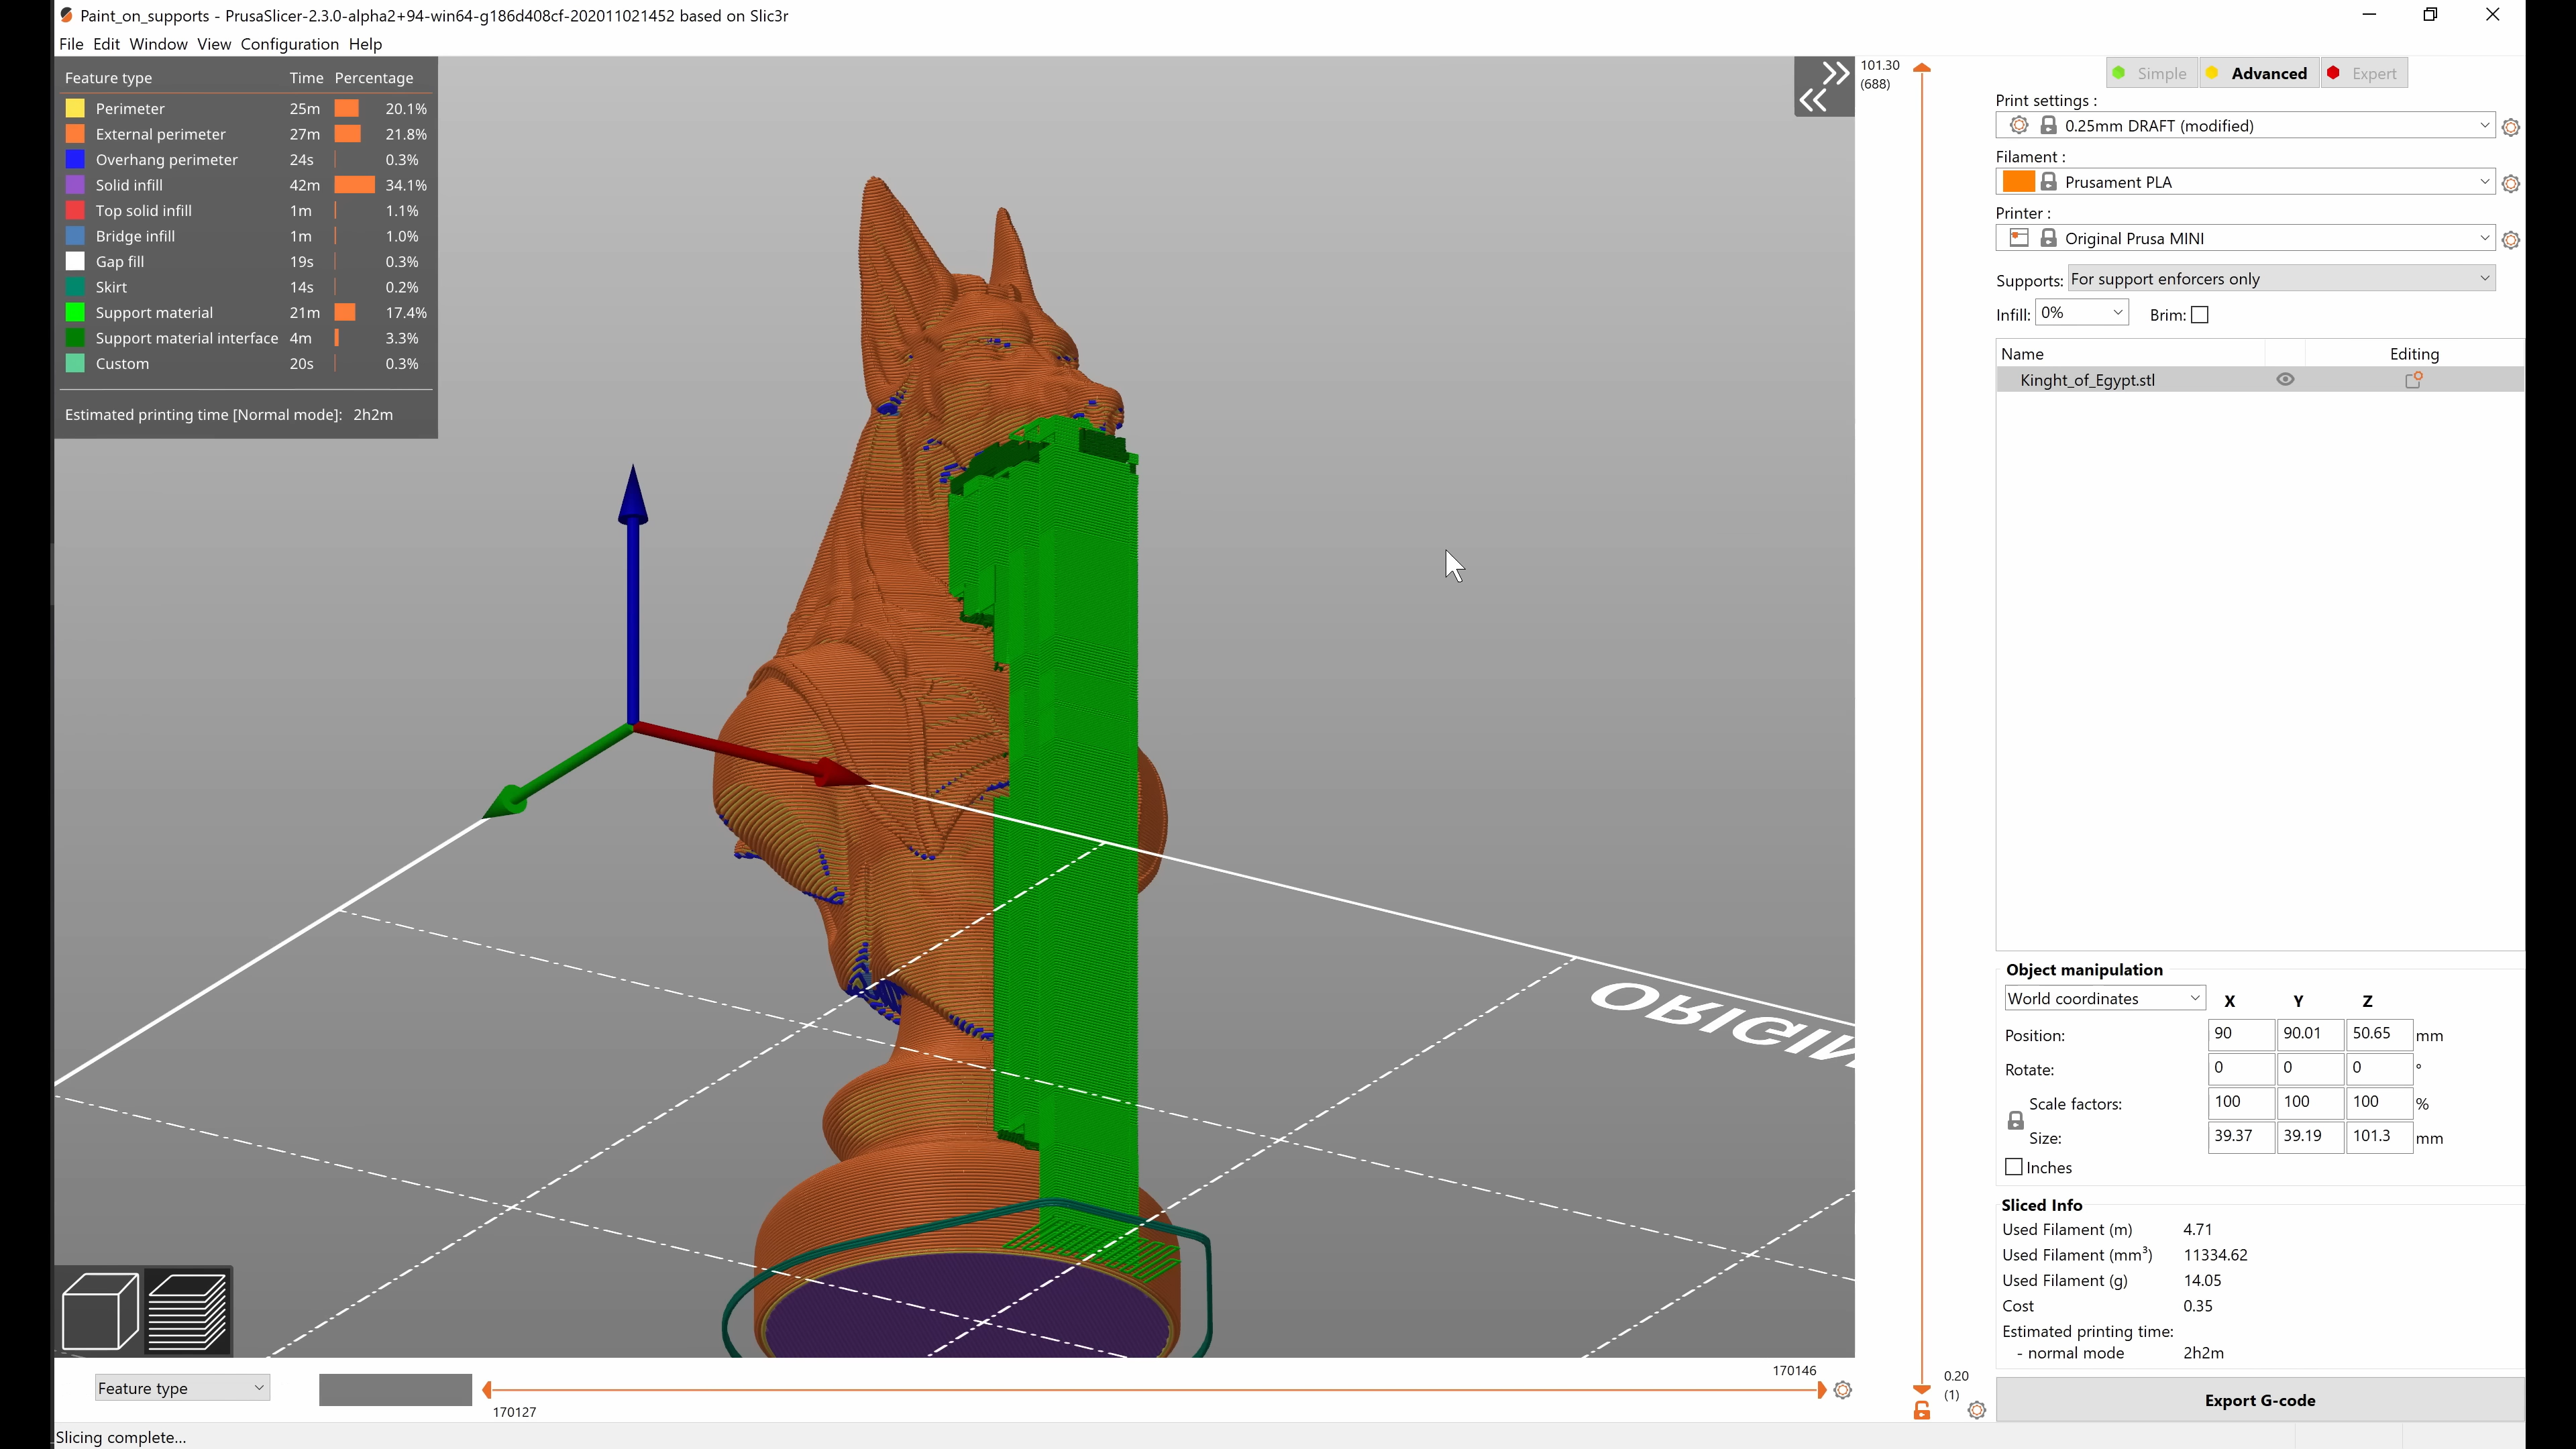 Paint_on_supports - PrusaSlicer-2.3.0-alpha2+94-win64-g186d408cf-202011021452 based on Slic3r
File Edit Window View Configuration Help
Feature type Time Percentage
Perimeter 25m 20.1%
External perimeter 27m 21.8%
Overhang perimeter 24s 0.3%
Solid infill 42m 34.1%
Top solid infill 1m 1.1%
Bridge infill 1m 1.0%
Gap fill 19s 0.3%
Skirt 14s 0.2%
Support material 21m 17.4%
Support material interface 4m 3.3%
Custom 20s 0.3%
Estimated printing time [Normal mode]: 2h2m
ORIGIN
Feature type
170127
170146
Slicing complete...
101.30
(688)
0.20
(1)
Simple Advanced Expert
Print settings :
0.25mm DRAFT (modified)
Filament :
Prusament PLA
Printer :
Original Prusa MINI
Supports: For support enforcers only
Infill: 0% Brim:
Name Editing
Kinght_of_Egypt.stl
Object manipulation
World coordinates X Y Z
Position: 90 90.01 50.65 mm
Rotate: 0 0 0 °
Scale factors: 100 100 100 %
Size: 39.37 39.19 101.3 mm
Inches
Sliced Info
Used Filament (m) 4.71
Used Filament (mm³) 11334.62
Used Filament (g) 14.05
Cost 0.35
Estimated printing time:
- normal mode 2h2m
Export G-code